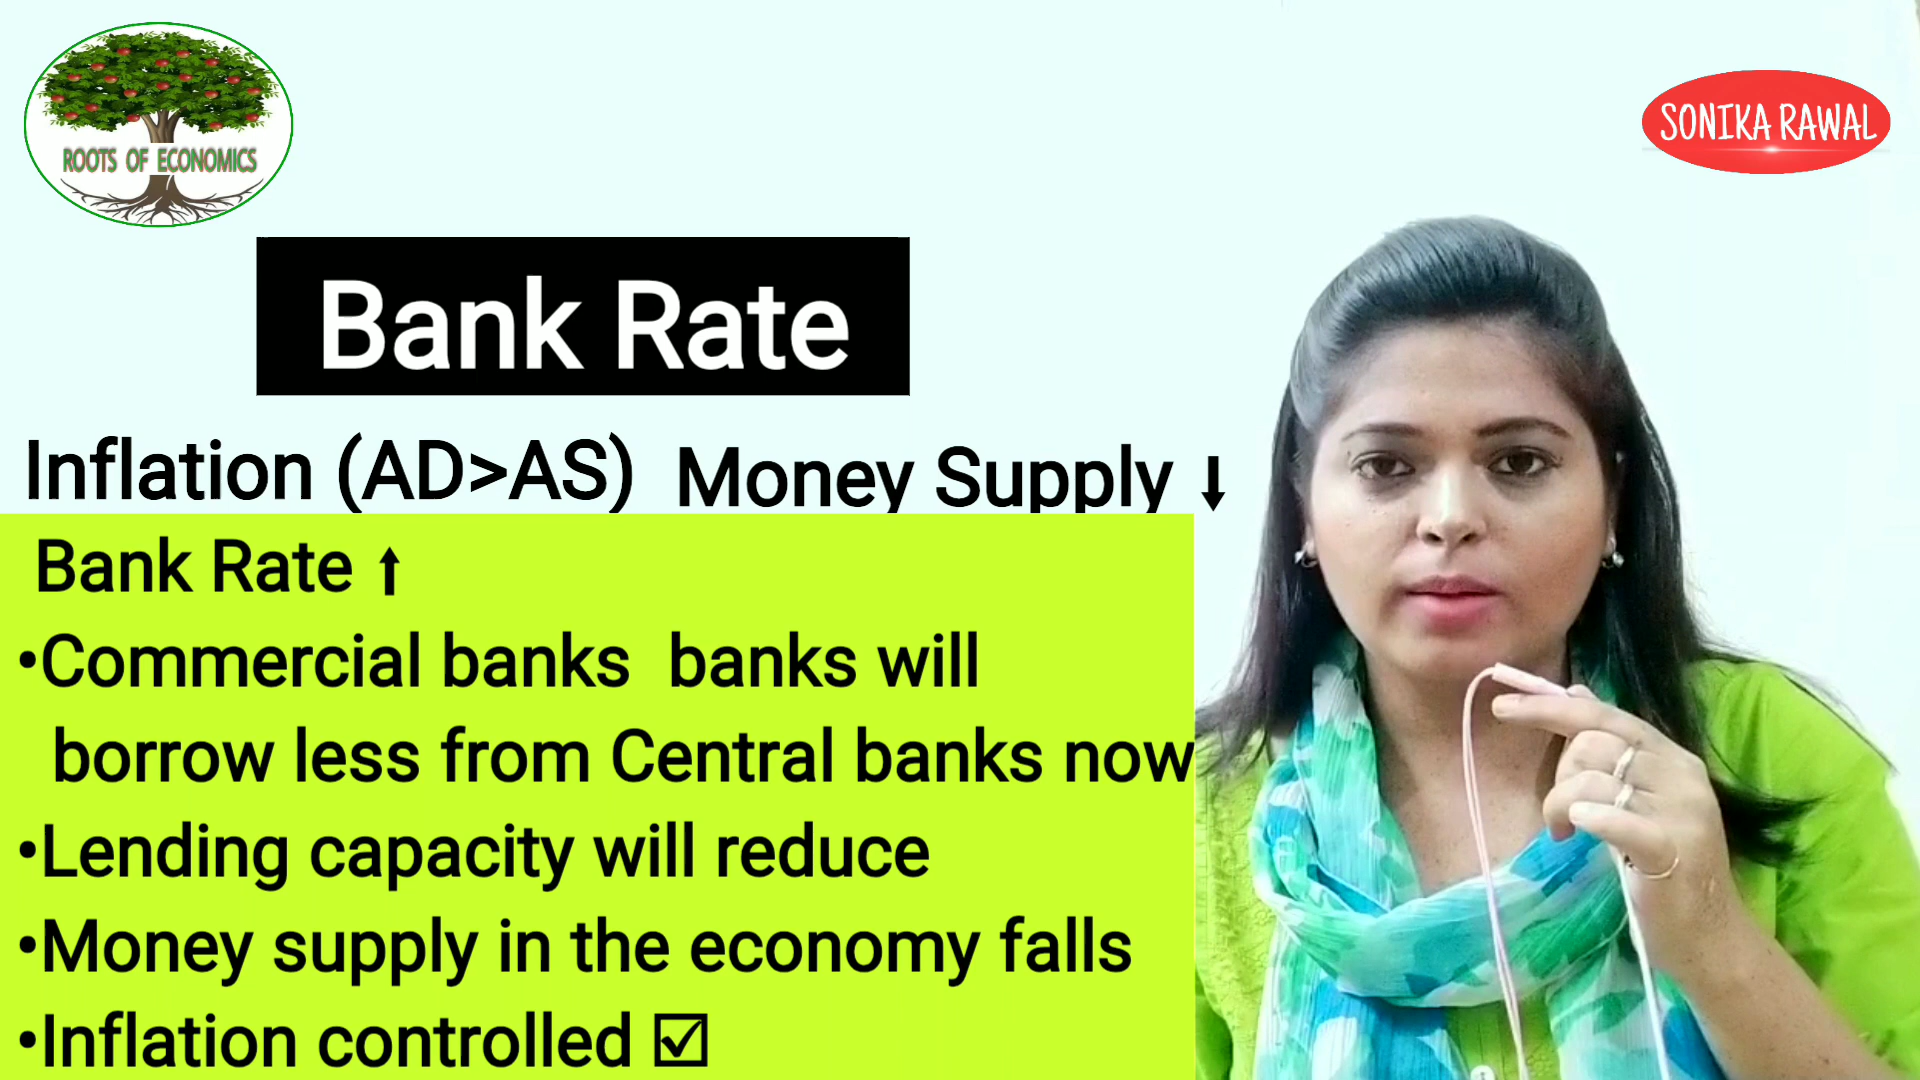 ROOTS OF ECONOMICS
SONIKA RAWAL
Bank Rate
Inflation (AD>AS) Money Supply ⬇
Bank Rate ⬆
•Commercial banks  banks will
borrow less from Central banks now
•Lending capacity will reduce
•Money supply in the economy falls
•Inflation controlled ☑